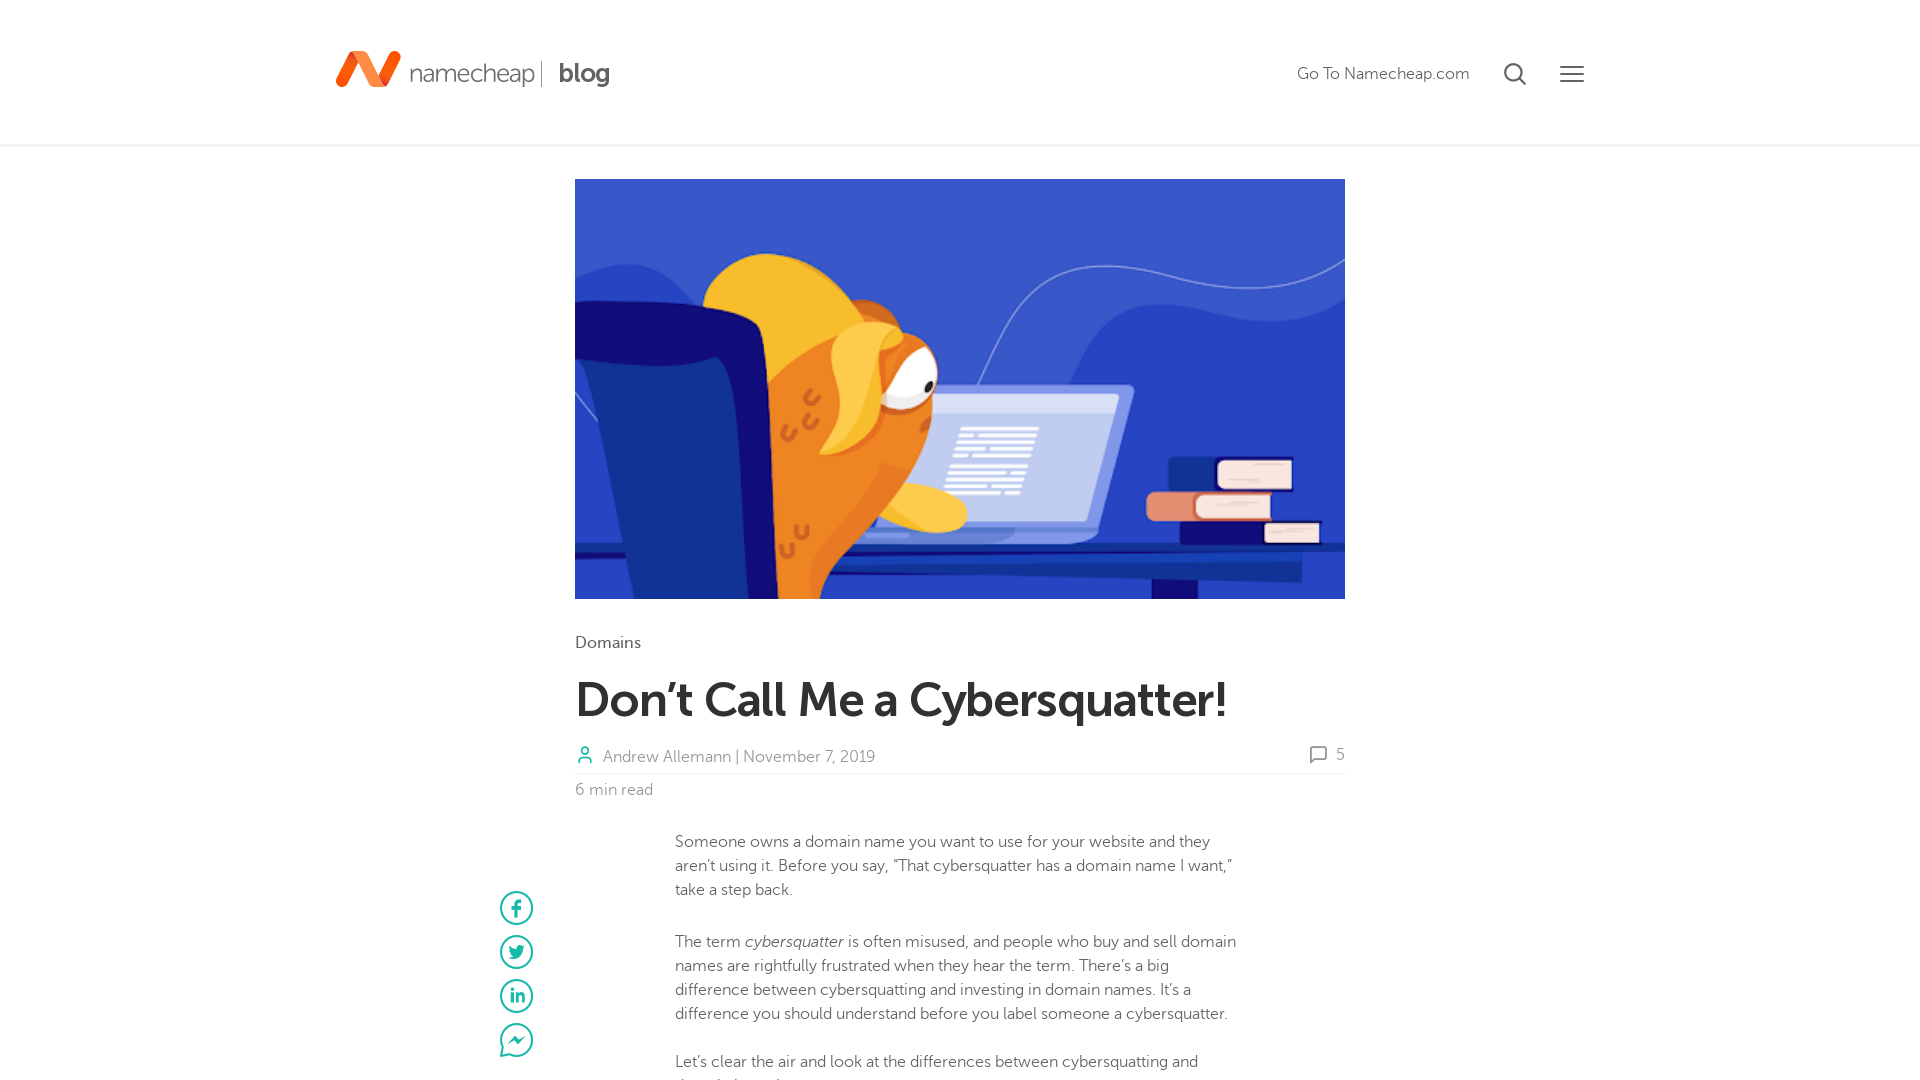 namecheap | blog
Go To Namecheap.com
Domains
Don’t Call Me a Cybersquatter!
Andrew Allemann | November 7, 2019
5
6 min read
Someone owns a domain name you want to use for your website and they
aren’t using it. Before you say, “That cybersquatter has a domain name I want,”
take a step back.
The term cybersquatter is often misused, and people who buy and sell domain
names are rightfully frustrated when they hear the term. There’s a big
difference between cybersquatting and investing in domain names. It’s a
difference you should understand before you label someone a cybersquatter.
Let’s clear the air and look at the differences between cybersquatting and